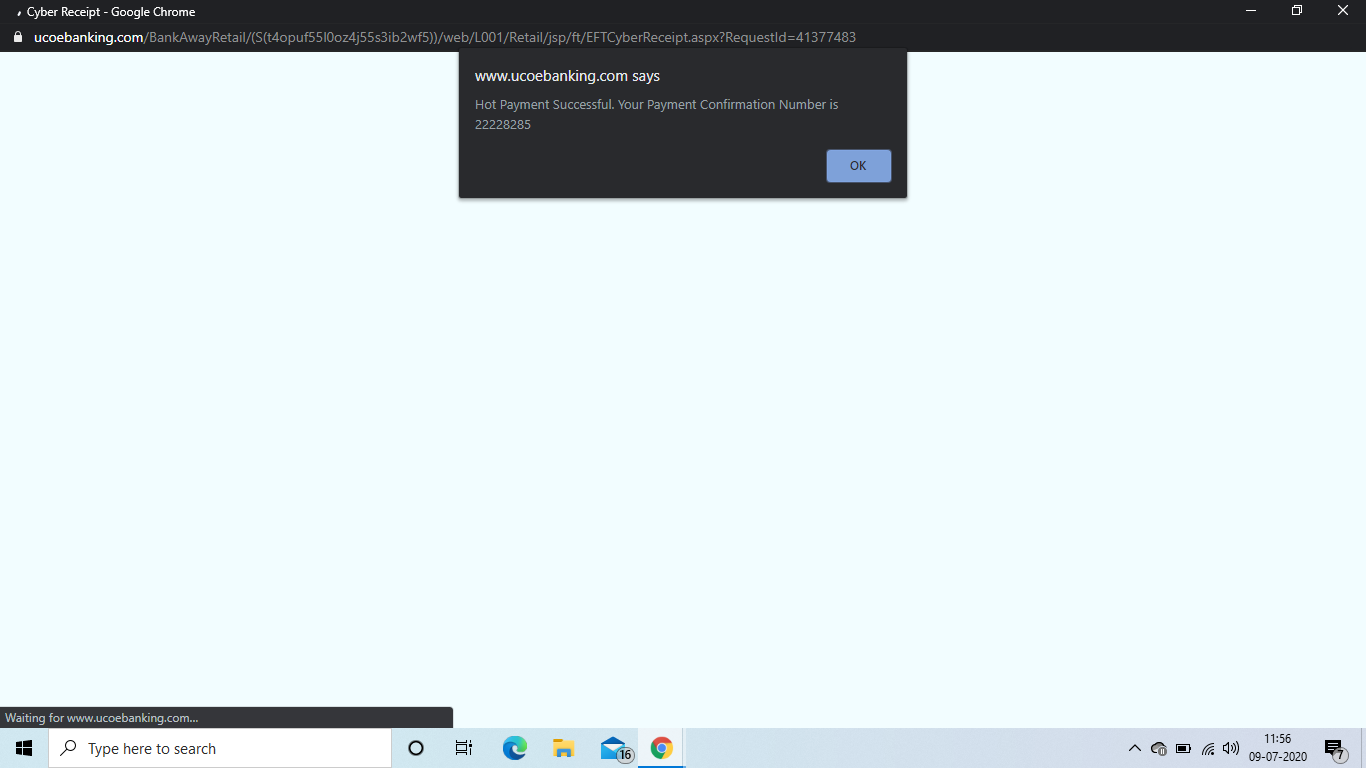 Cyber Receipt - Google Chrome
ucoebanking.com/BankAwayRetail/(S(t4opuf55l0oz4j55s3ib2wf5))/web/L001/Retail/jsp/ft/EFTCyberReceipt.aspx?RequestId=41377483
www.ucoebanking.com says
Hot Payment Successful. Your Payment Confirmation Number is
22228285
OK
Waiting for www.ucoebanking.com...
Type here to search
16
11:56
09-07-2020
7